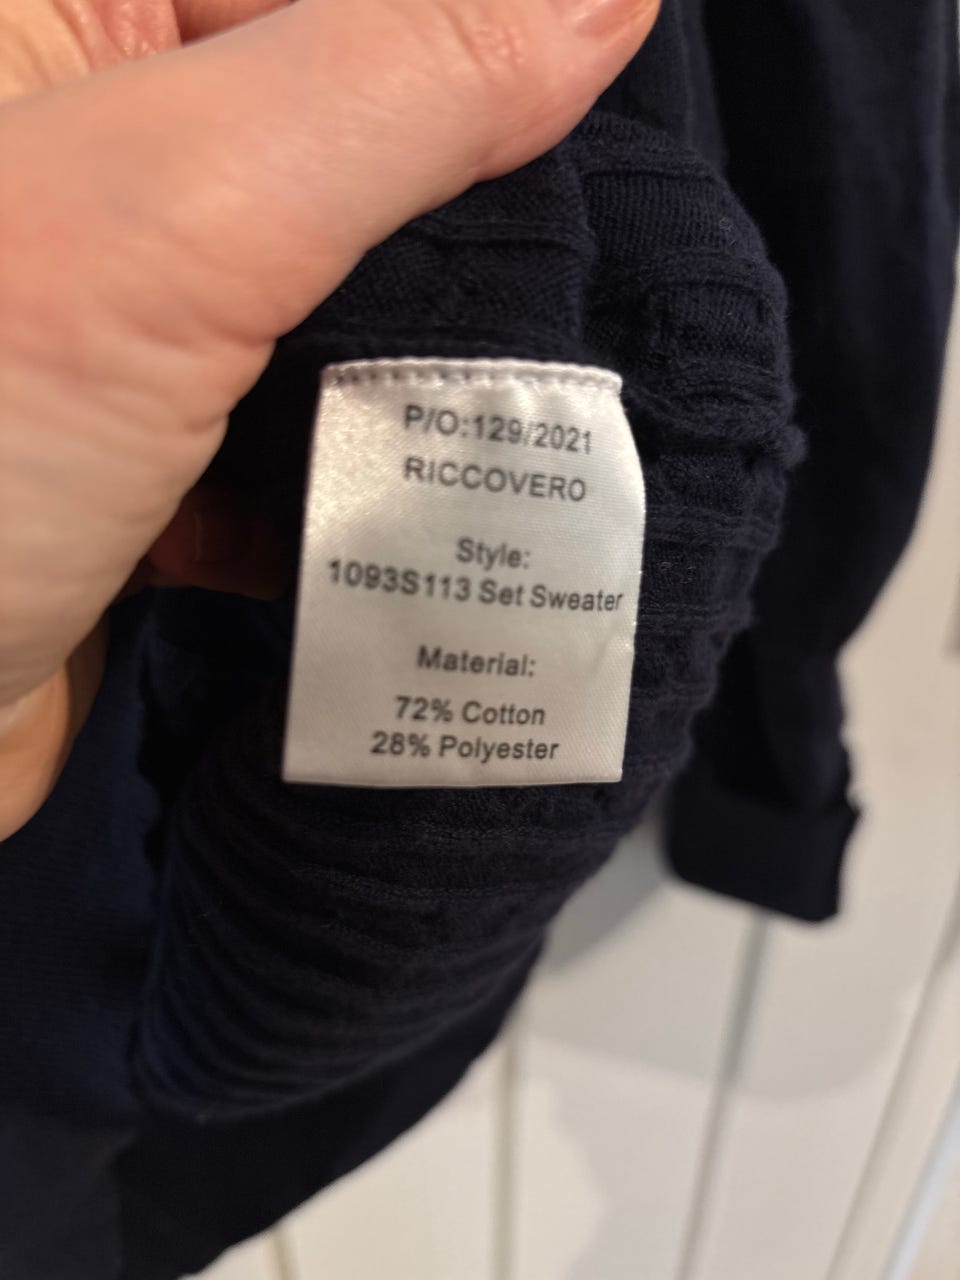 P/O:129/2021
RICCOVERO
Style:
1093S113 Set Sweater
Material:
72% Cotton
28% Polyester